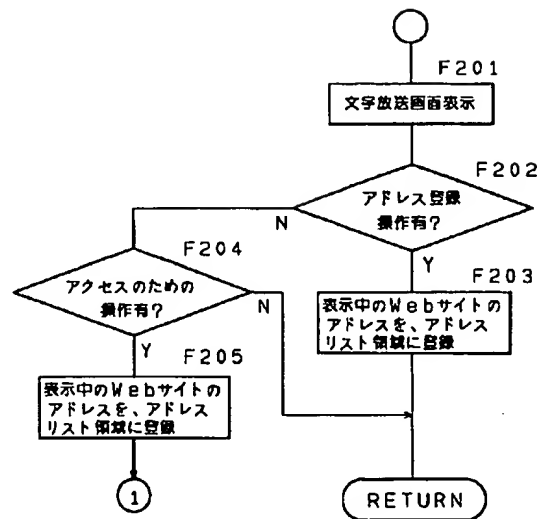 F201
文字放送画面表示
F202
アドレス登録
操作有?
N
Y
F203
表示中のWebサイトの
アドレスを、アドレス
リスト領域に登録
F204
アクセスのための
操作有?
N
Y
F205
表示中のWebサイトの
アドレスを、アドレス
リスト領域に登録
1
RETURN